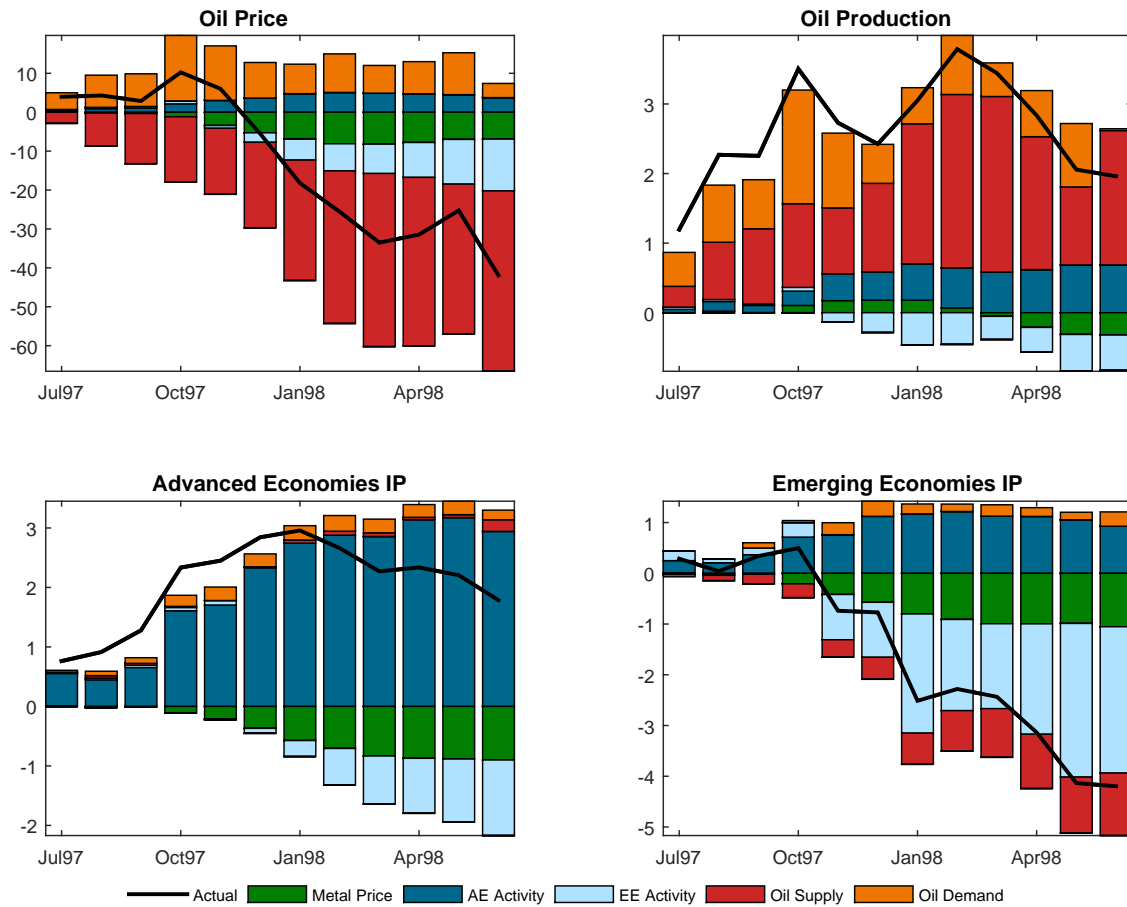 Oil Price
10
0
-10
-20
-30
-40
-50
-60
Jul97 Oct97 Jan98 Apr98
Oil Production
3
2
1
0
Jul97 Oct97 Jan98 Apr98
Advanced Economies IP
3
2
1
0
-1
-2
Jul97 Oct97 Jan98 Apr98
Emerging Economies IP
1
0
-1
-2
-3
-4
-5
Jul97 Oct97 Jan98 Apr98
Actual Metal Price AE Activity EE Activity Oil Supply Oil Demand